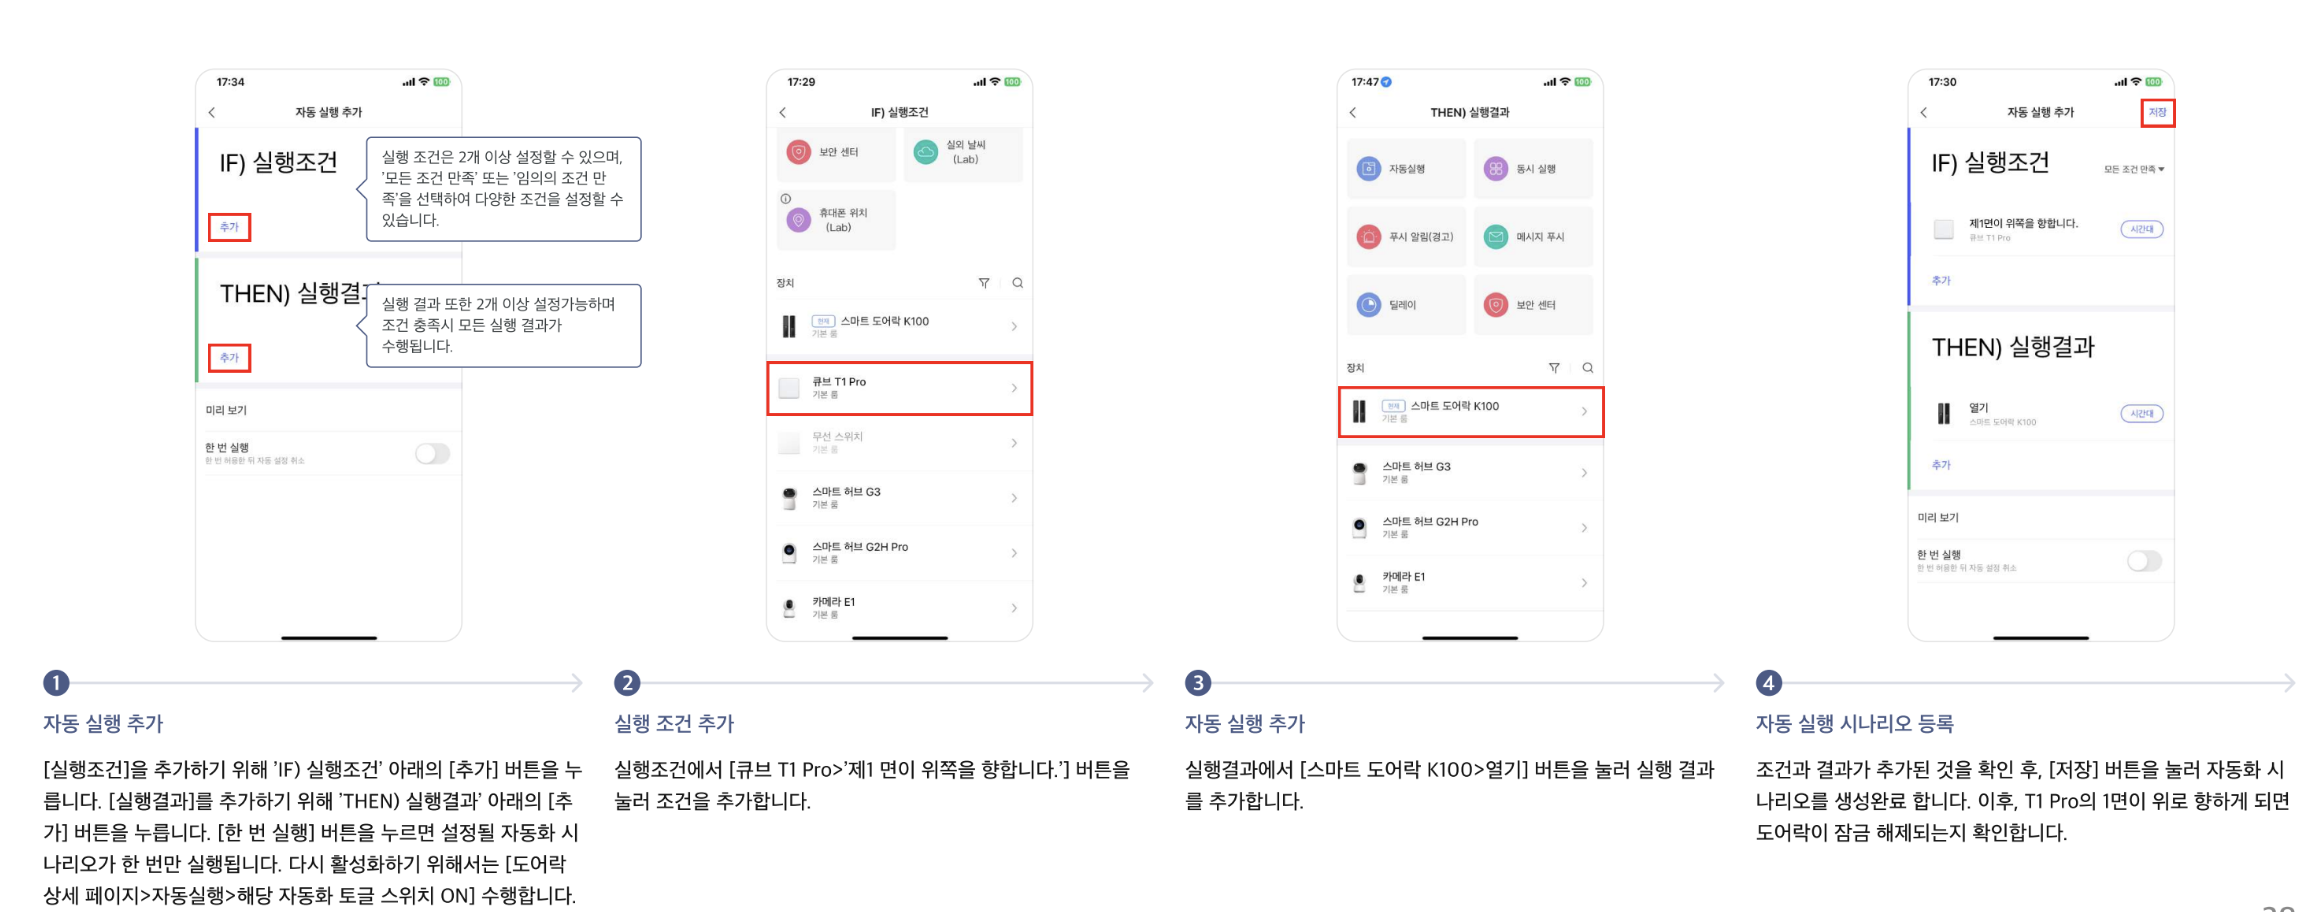 17:34
100
자동 실행 추가
IF) 실행조건
추가
실행 조건은 2개 이상 설정할 수 있으며,
'모든 조건 만족' 또는 '임의의 조건 만
족'을 선택하여 다양한 조건을 설정할 수
있습니다.
THEN) 실행결
추가
실행 결과 또한 2개 이상 설정가능하며
조건 충족시 모든 실행 결과가
수행됩니다.
미리 보기
한 번 실행
한 번 허용한 뒤 자동 설정 취소
17:29
100
IF) 실행조건
보안 센터
실외 날씨
(Lab)
휴대폰 위치
(Lab)
장치
현재 스마트 도어락 K100
기본 룸
큐브 T1 Pro
기본 룸
무선 스위치
기본 룸
스마트 허브 G3
기본 룸
스마트 허브 G2H Pro
기본 룸
카메라 E1
기본 룸
17:47
100
THEN) 실행결과
자동실행
동시 실행
푸시 알림(경고)
메시지 푸시
딜레이
보안 센터
장치
현재 스마트 도어락 K100
기본 룸
스마트 허브 G3
기본 룸
스마트 허브 G2H Pro
기본 룸
카메라 E1
기본 룸
17:30
100
자동 실행 추가
저장
IF) 실행조건
모든 조건 만족 ▾
제1면이 위쪽을 향합니다.
큐브 T1 Pro
시간대
추가
THEN) 실행결과
열기
스마트 도어락 K100
시간대
추가
미리 보기
한 번 실행
한 번 허용한 뒤 자동 설정 취소
1
자동 실행 추가
[실행조건]을 추가하기 위해 'IF) 실행조건' 아래의 [추가] 버튼을 누
릅니다. [실행결과]를 추가하기 위해 'THEN) 실행결과' 아래의 [추
가] 버튼을 누릅니다. [한 번 실행] 버튼을 누르면 설정될 자동화 시
나리오가 한 번만 실행됩니다. 다시 활성화하기 위해서는 [도어락
상세 페이지>자동실행>해당 자동화 토글 스위치 ON] 수행합니다.
2
실행 조건 추가
실행조건에서 [큐브 T1 Pro>'제1 면이 위쪽을 향합니다.'] 버튼을
눌러 조건을 추가합니다.
3
자동 실행 추가
실행결과에서 [스마트 도어락 K100>열기] 버튼을 눌러 실행 결과
를 추가합니다.
4
자동 실행 시나리오 등록
조건과 결과가 추가된 것을 확인 후, [저장] 버튼을 눌러 자동화 시
나리오를 생성완료 합니다. 이후, T1 Pro의 1면이 위로 향하게 되면
도어락이 잠금 해제되는지 확인합니다.